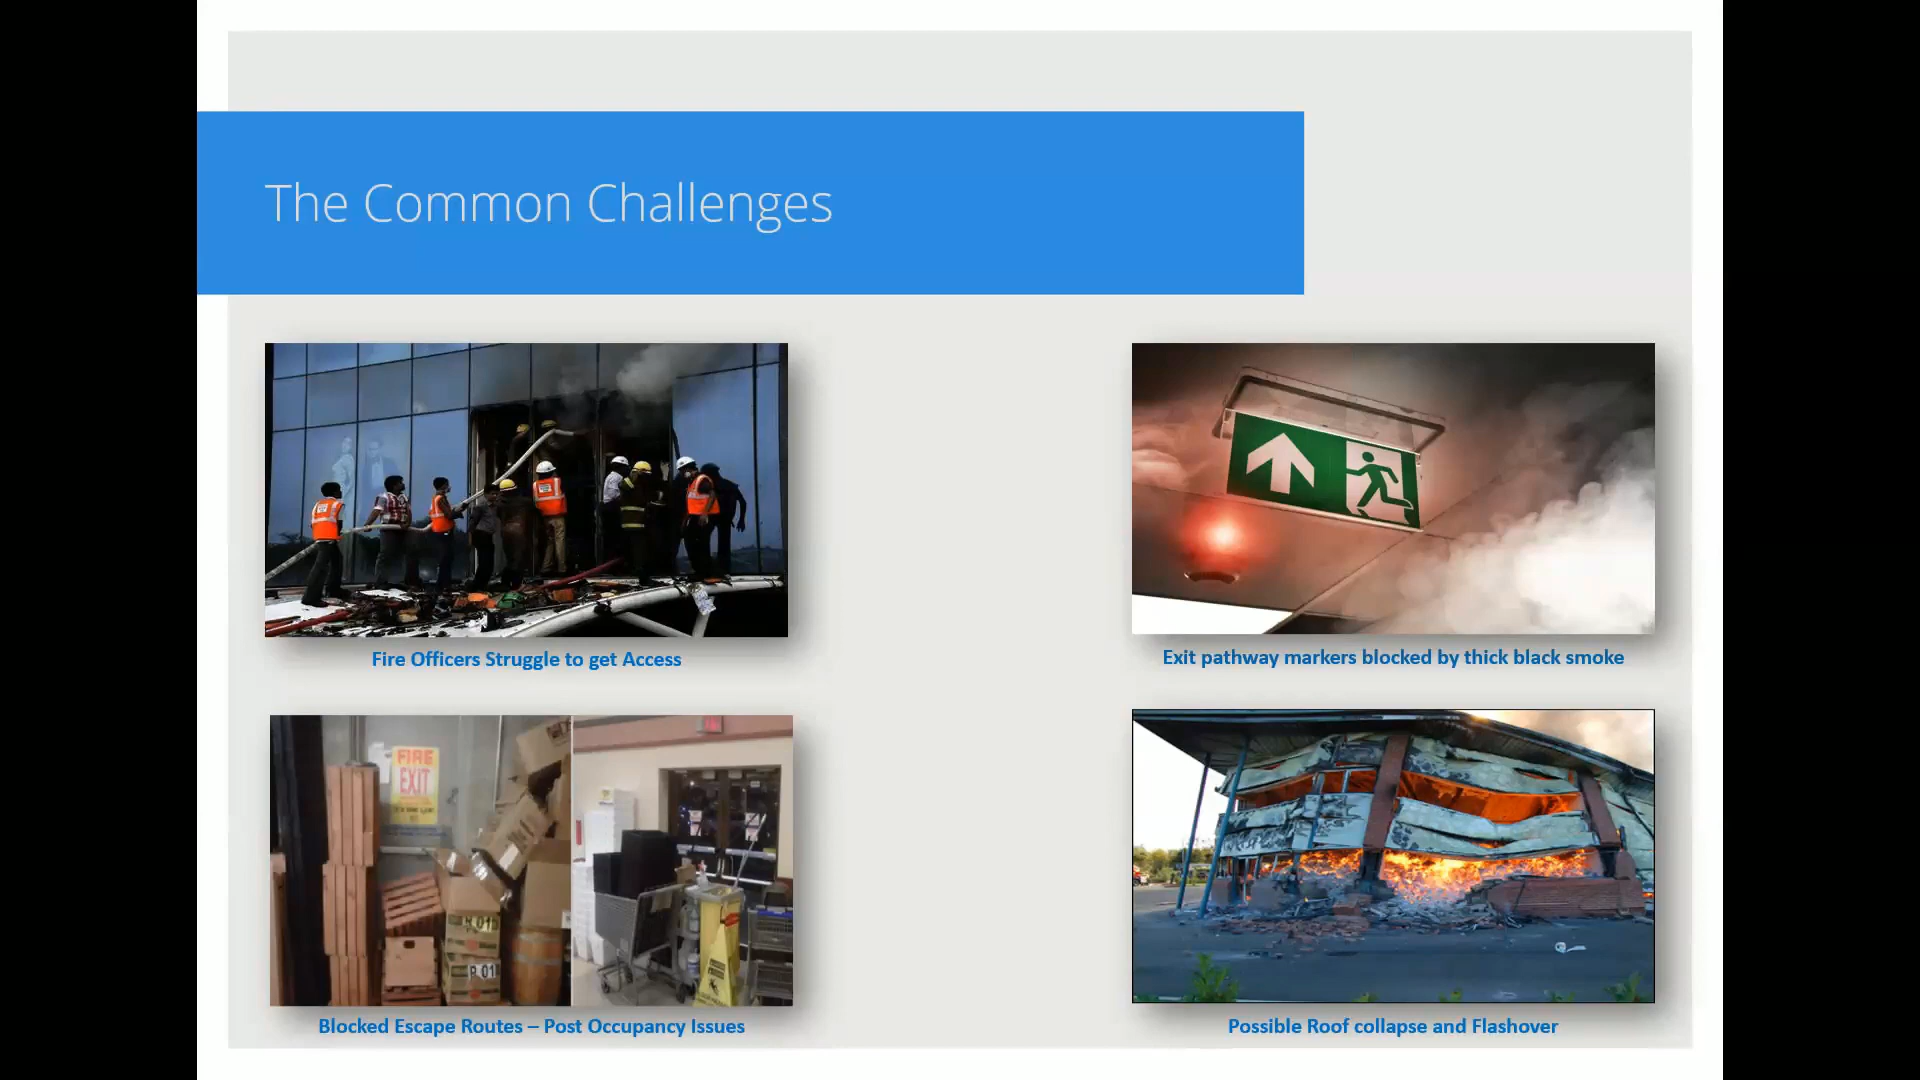 The Common Challenges
Fire Officers Struggle to get Access
Exit pathway markers blocked by thick black smoke
FIRE
EXIT
R 015
R 01
Blocked Escape Routes – Post Occupancy Issues
Possible Roof collapse and Flashover